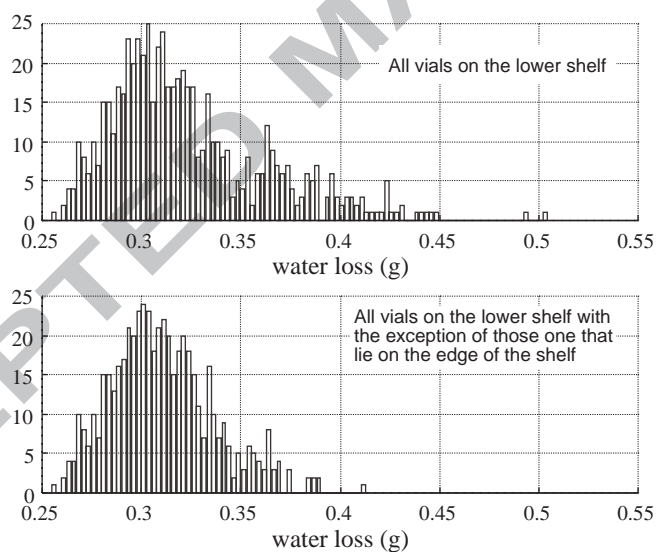 25
20
15
10
5
0
All vials on the lower shelf
0.25 0.3 0.35 0.4 0.45 0.5 0.55
water loss (g)
25
20
15
10
5
0
All vials on the lower shelf with
the exception of those one that
lie on the edge of the shelf
0.25 0.3 0.35 0.4 0.45 0.5 0.55
water loss (g)